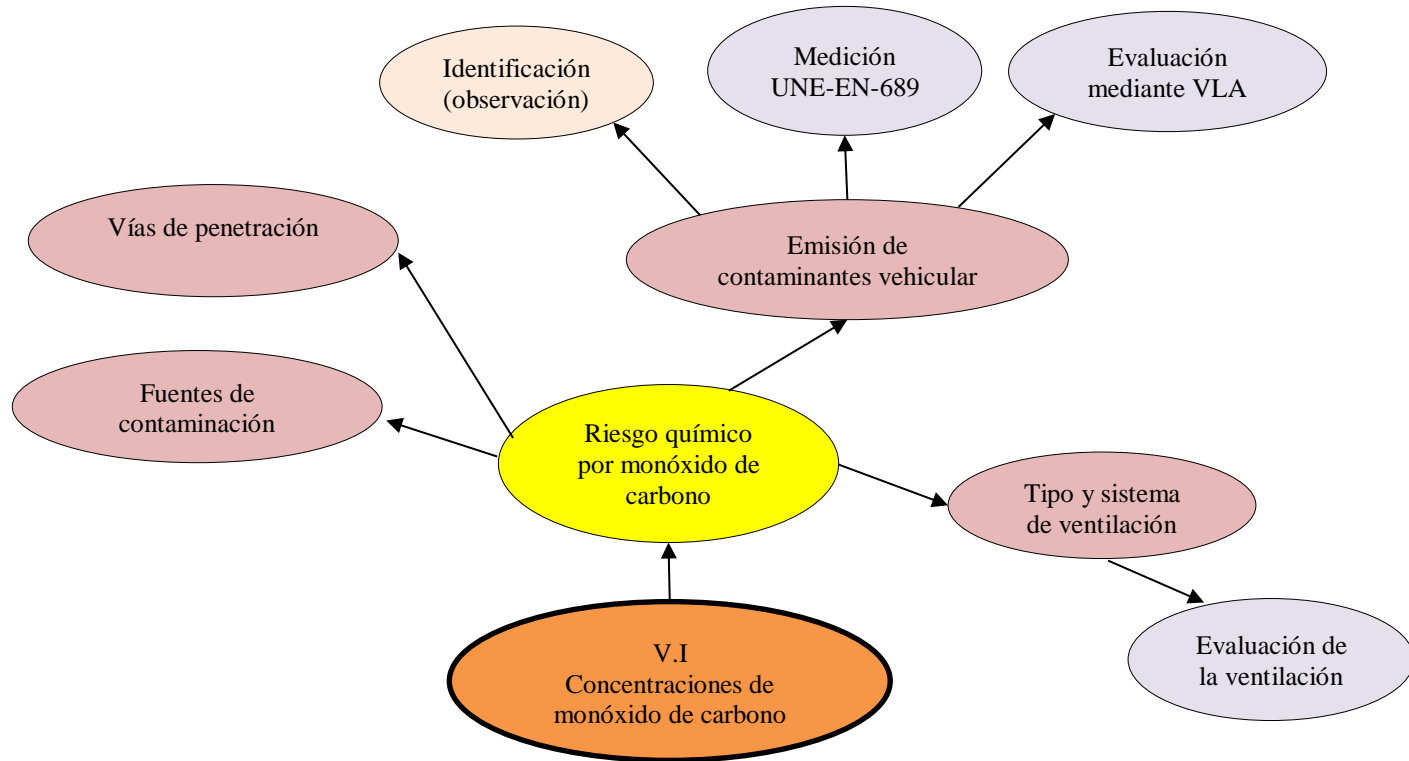 Identificación
(observación)
Medición
UNE-EN-689
Evaluación
mediante VLA
Vías de penetración
Emisión de
contaminantes vehicular
Fuentes de
contaminación
Riesgo químico
por monóxido de
carbono
Tipo y sistema
de ventilación
V.I
Concentraciones de
monóxido de carbono
Evaluación de
la ventilación